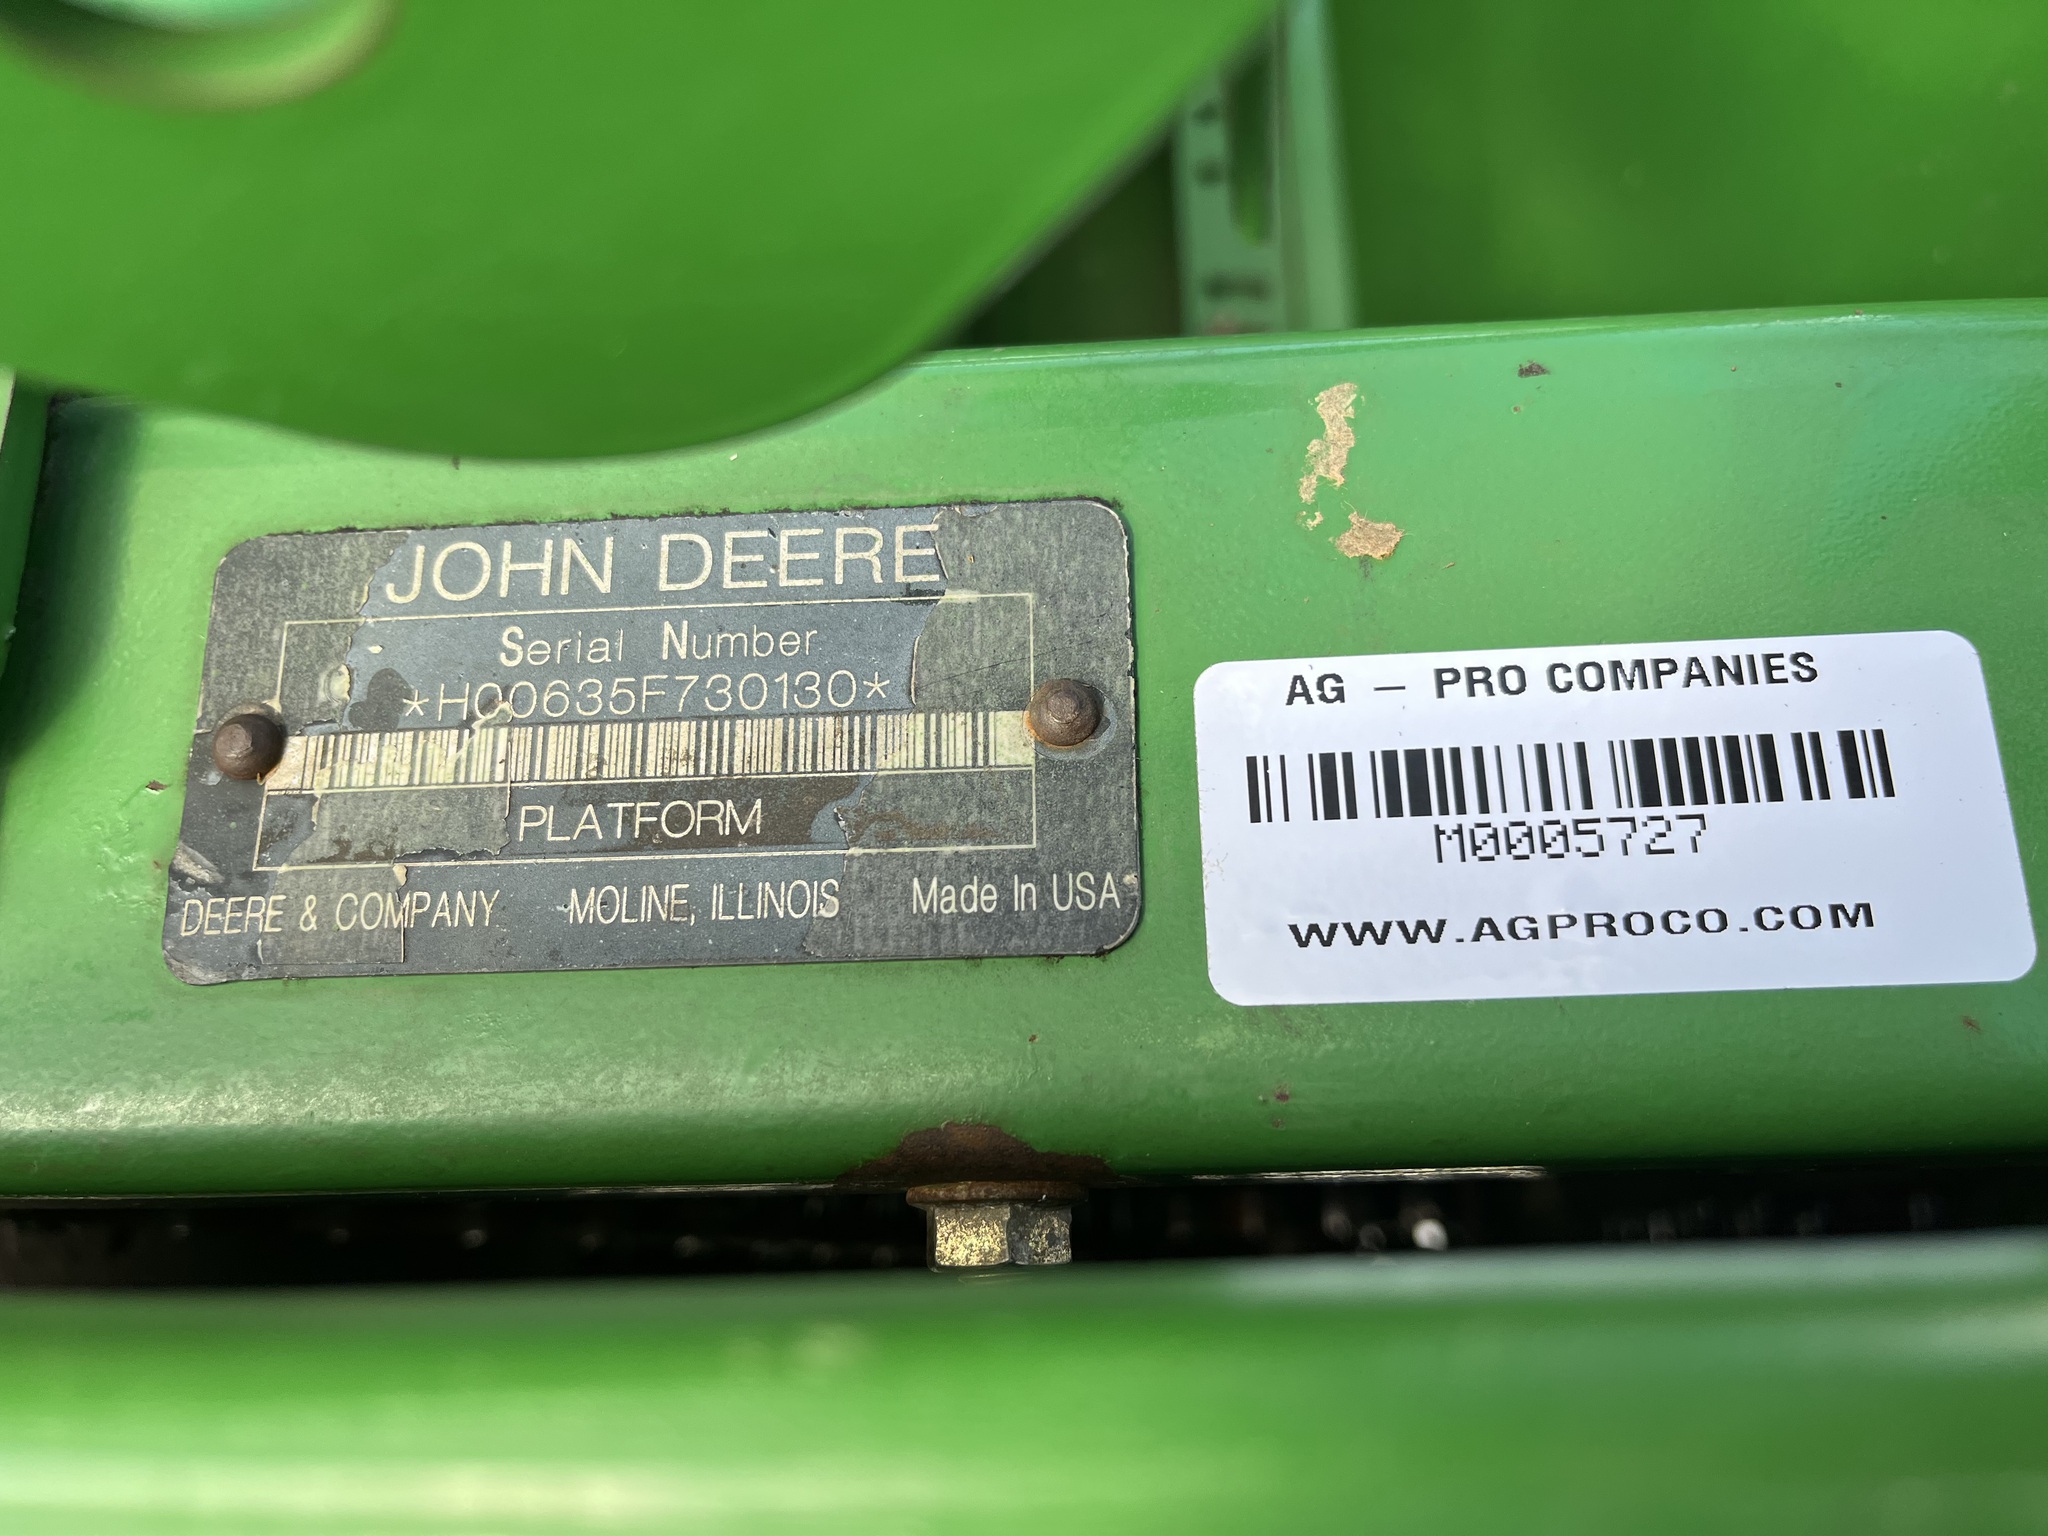 JOHN DEERE
Serial Number
*H00635F730130*
PLATFORM
DEERE & COMPANY MOLINE, ILLINOIS Made In USA
AG - PRO COMPANIES
M0005727
WWW.AGPROCO.COM